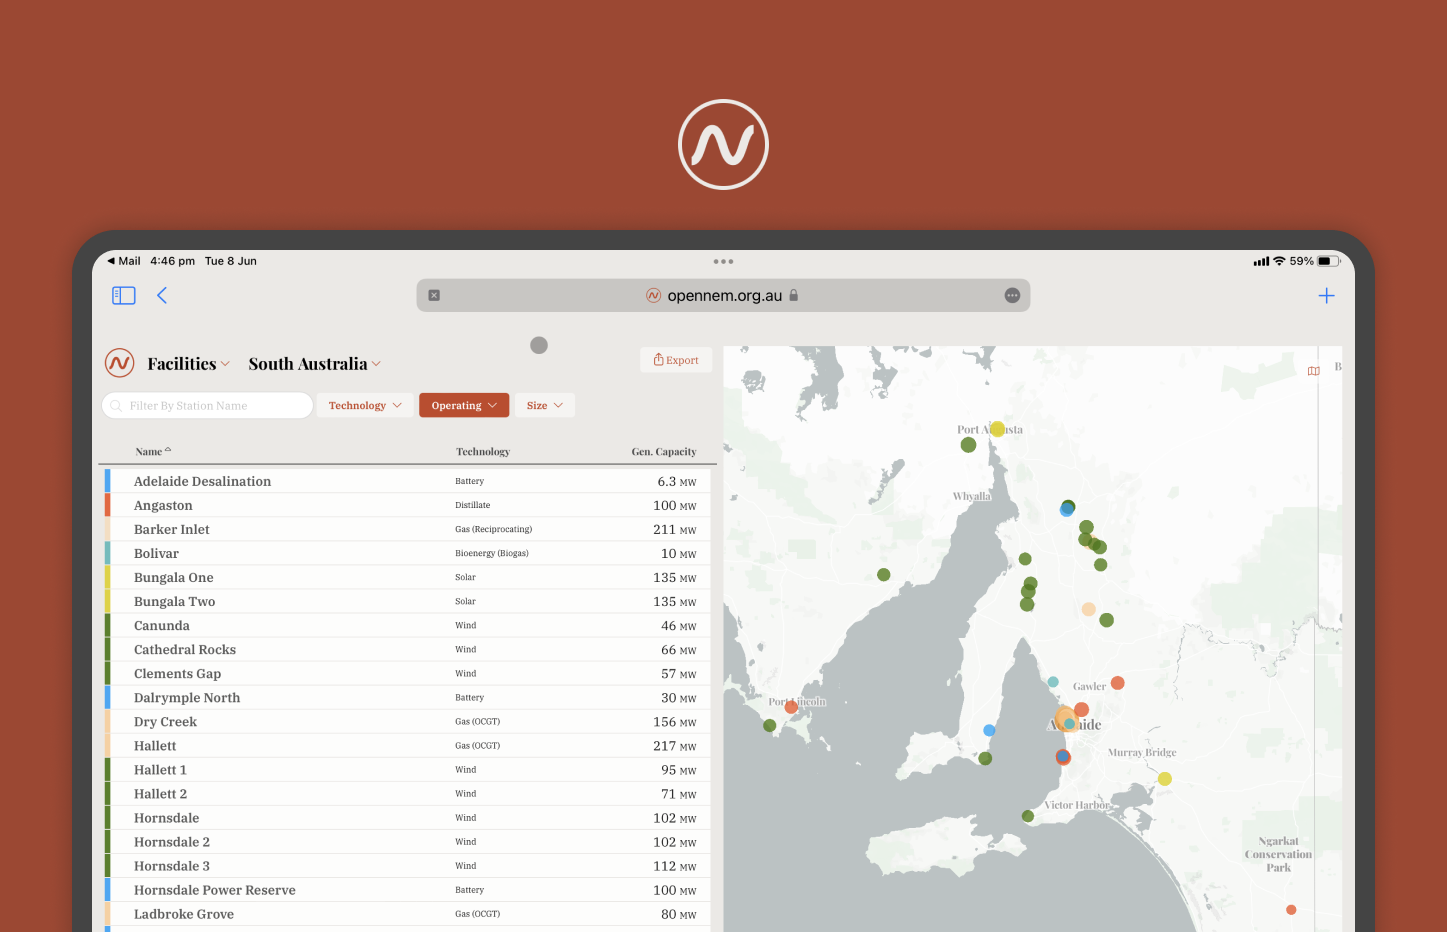 Mail 4:46 pm Tue 8 Jun
59%
opennem.org.au
Facilities South Australia
Export
Filter By Station Name
Technology Operating Size
Name Technology Gen. Capacity
Adelaide Desalination Battery 6.3 MW
Angaston Distillate 100 MW
Barker Inlet Gas (Reciprocating) 211 MW
Bolivar Bioenergy (Biogas) 10 MW
Bungala One Solar 135 MW
Bungala Two Solar 135 MW
Canunda Wind 46 MW
Cathedral Rocks Wind 66 MW
Clements Gap Wind 57 MW
Dalrymple North Battery 30 MW
Dry Creek Gas (OCGT) 156 MW
Hallett Gas (OCGT) 217 MW
Hallett 1 Wind 95 MW
Hallett 2 Wind 71 MW
Hornsdale Wind 102 MW
Hornsdale 2 Wind 102 MW
Hornsdale 3 Wind 112 MW
Hornsdale Power Reserve Battery 100 MW
Ladbroke Grove Gas (OCGT) 80 MW
B
Port Augusta
Whyalla
Gawler
Port Lincoln
Adelaide
Murray Bridge
Victor Harbor
Ngarkat
Conservation
Park